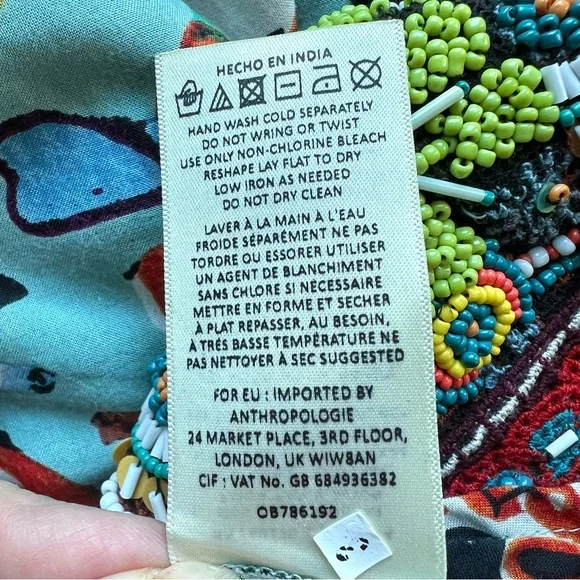 HECHO EN INDIA
HAND WASH COLD SEPARATELY
DO NOT WRING OR TWIST
USE ONLY NON-CHLORINE BLEACH
RESHAPE LAY FLAT TO DRY
LOW IRON AS NEEDED
DO NOT DRY CLEAN
LAVER À LA MAIN À L'EAU
FROIDE SÉPARÉMENT NE PAS
TORDRE OU ESSORER UTILISER
UN AGENT DE BLANCHIMENT
SANS CHLORE SI NÉCESSAIRE
METTRE EN FORME ET SECHER
À PLAT REPASSER, AU BESOIN,
À TRÉS BASSE TEMPÉRATURE NE
PAS NETTOYER À SEC SUGGESTED
FOR EU : IMPORTED BY
ANTHROPOLOGIE
24 MARKET PLACE, 3RD FLOOR,
LONDON, UK W1W8AN
CIF : VAT No. GB 684936382
OB786192